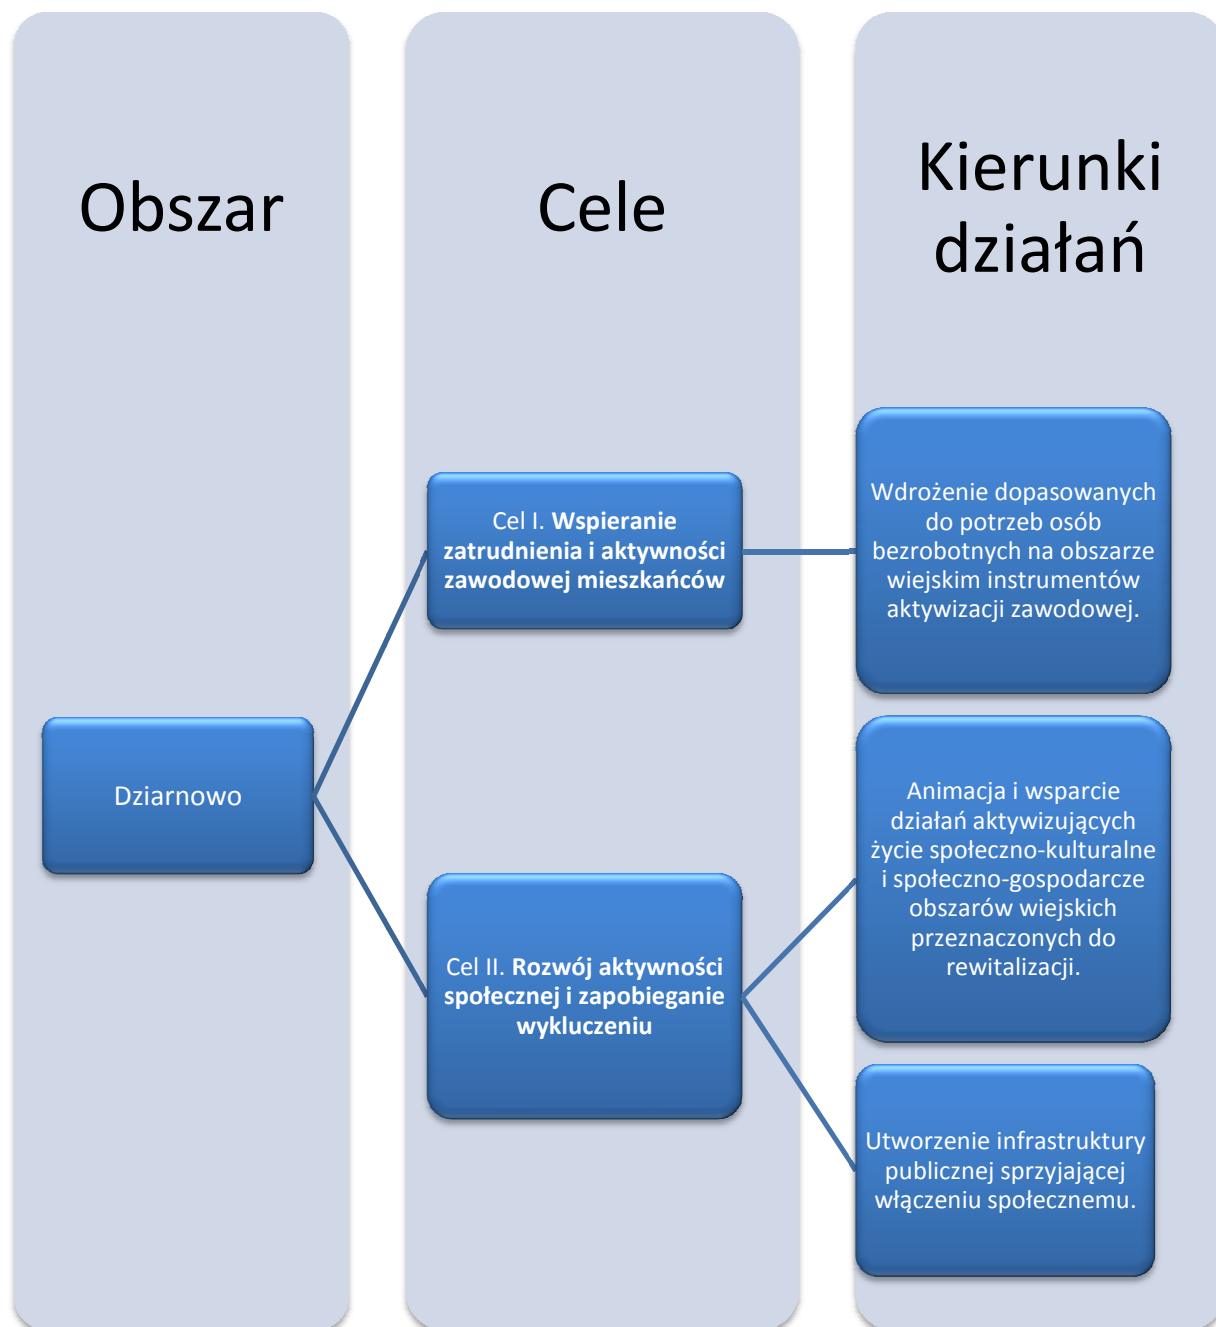 Obszar
Cele
Kierunki
działań
Dziarnowo
Cel I. Wspieranie
zatrudnienia i aktywności
zawodowej mieszkańców
Wdrożenie dopasowanych
do potrzeb osób
bezrobotnych na obszarze
wiejskim instrumentów
aktywizacji zawodowej.
Cel II. Rozwój aktywności
społecznej i zapobieganie
wykluczeniu
Animacja i wsparcie
działań aktywizujących
życie społeczno-kulturalne
i społeczno-gospodarcze
obszarów wiejskich
przeznaczonych do
rewitalizacji.
Utworzenie infrastruktury
publicznej sprzyjającej
włączeniu społecznemu.